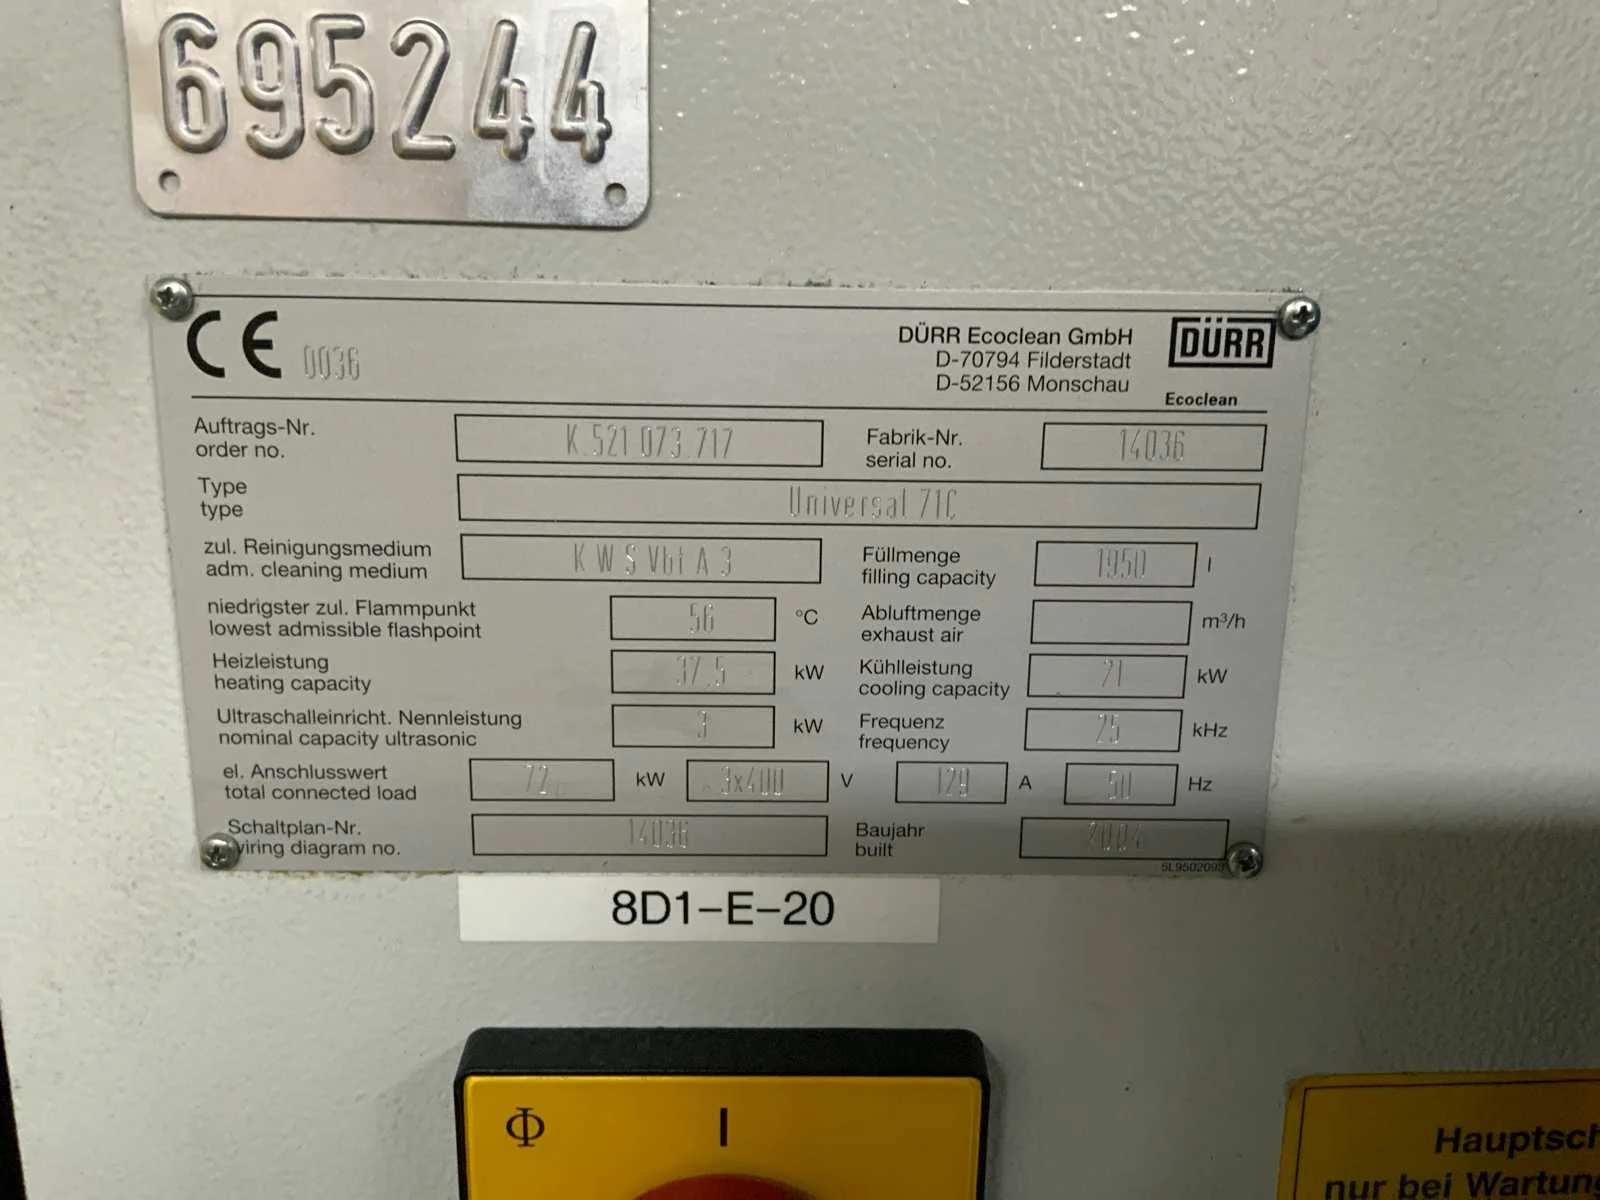 695244
CE 0036
DÜRR Ecoclean GmbH
D-70794 Filderstadt
D-52156 Monschau
DÜRR
Ecoclean
Auftrags-Nr.
order no.
K 521 073 717
Fabrik-Nr.
serial no.
14036
Type
type
Universal 71C
zul. Reinigungsmedium
adm. cleaning medium
K W S Vbf A 3
Füllmenge
filling capacity
1950
l
niedrigster zul. Flammpunkt
lowest admissible flashpoint
56
°C
Abluftmenge
exhaust air
m³/h
Heizleistung
heating capacity
37.5
kW
Kühlleistung
cooling capacity
21
kW
Ultraschalleinricht. Nennleistung
nominal capacity ultrasonic
3
kW
Frequenz
frequency
25
kHz
el. Anschlusswert
total connected load
72
kW
3x400
V
129
A
50
Hz
Schaltplan-Nr.
wiring diagram no.
14036
Baujahr
built
2004
8D1-E-20
Φ I
Hauptsch
nur bei Wartung